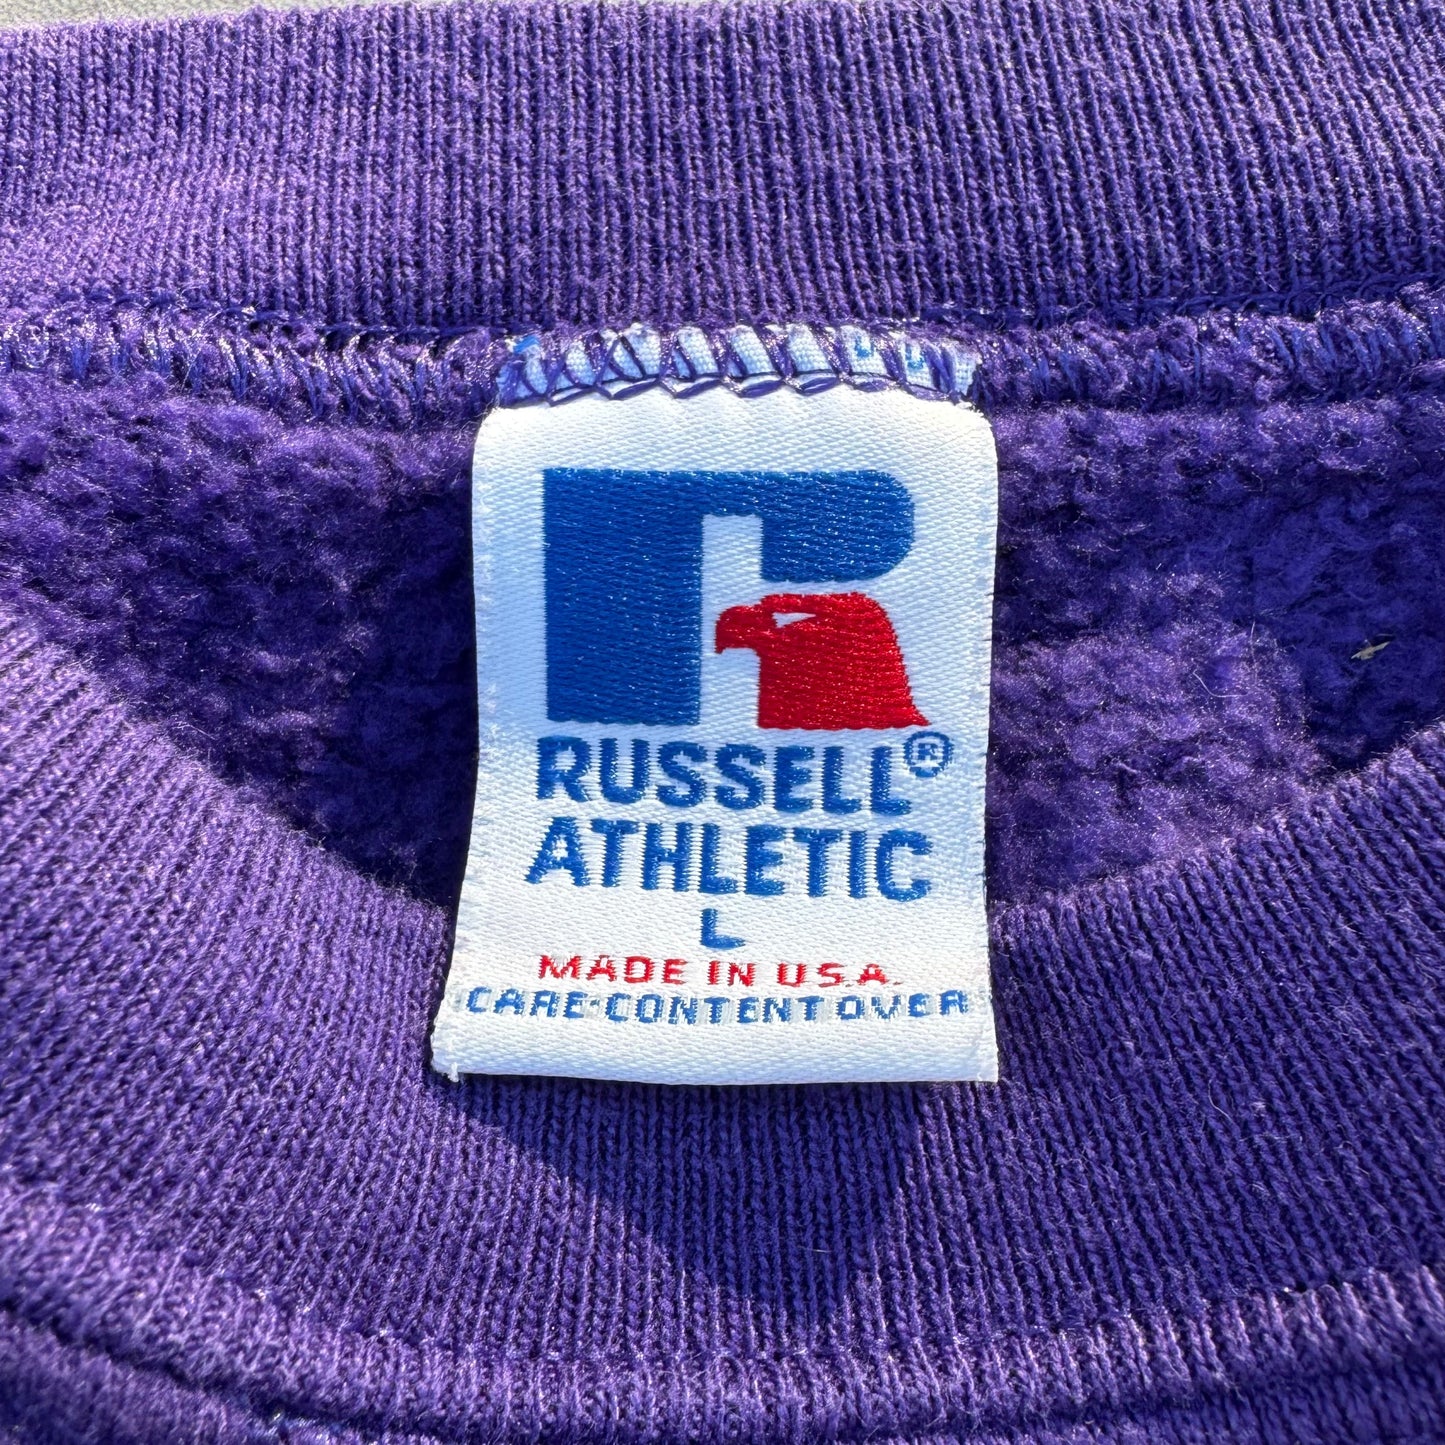 RUSSELL®
ATHLETIC
L
MADE IN U.S.A.
CARE·CONTENT OVER